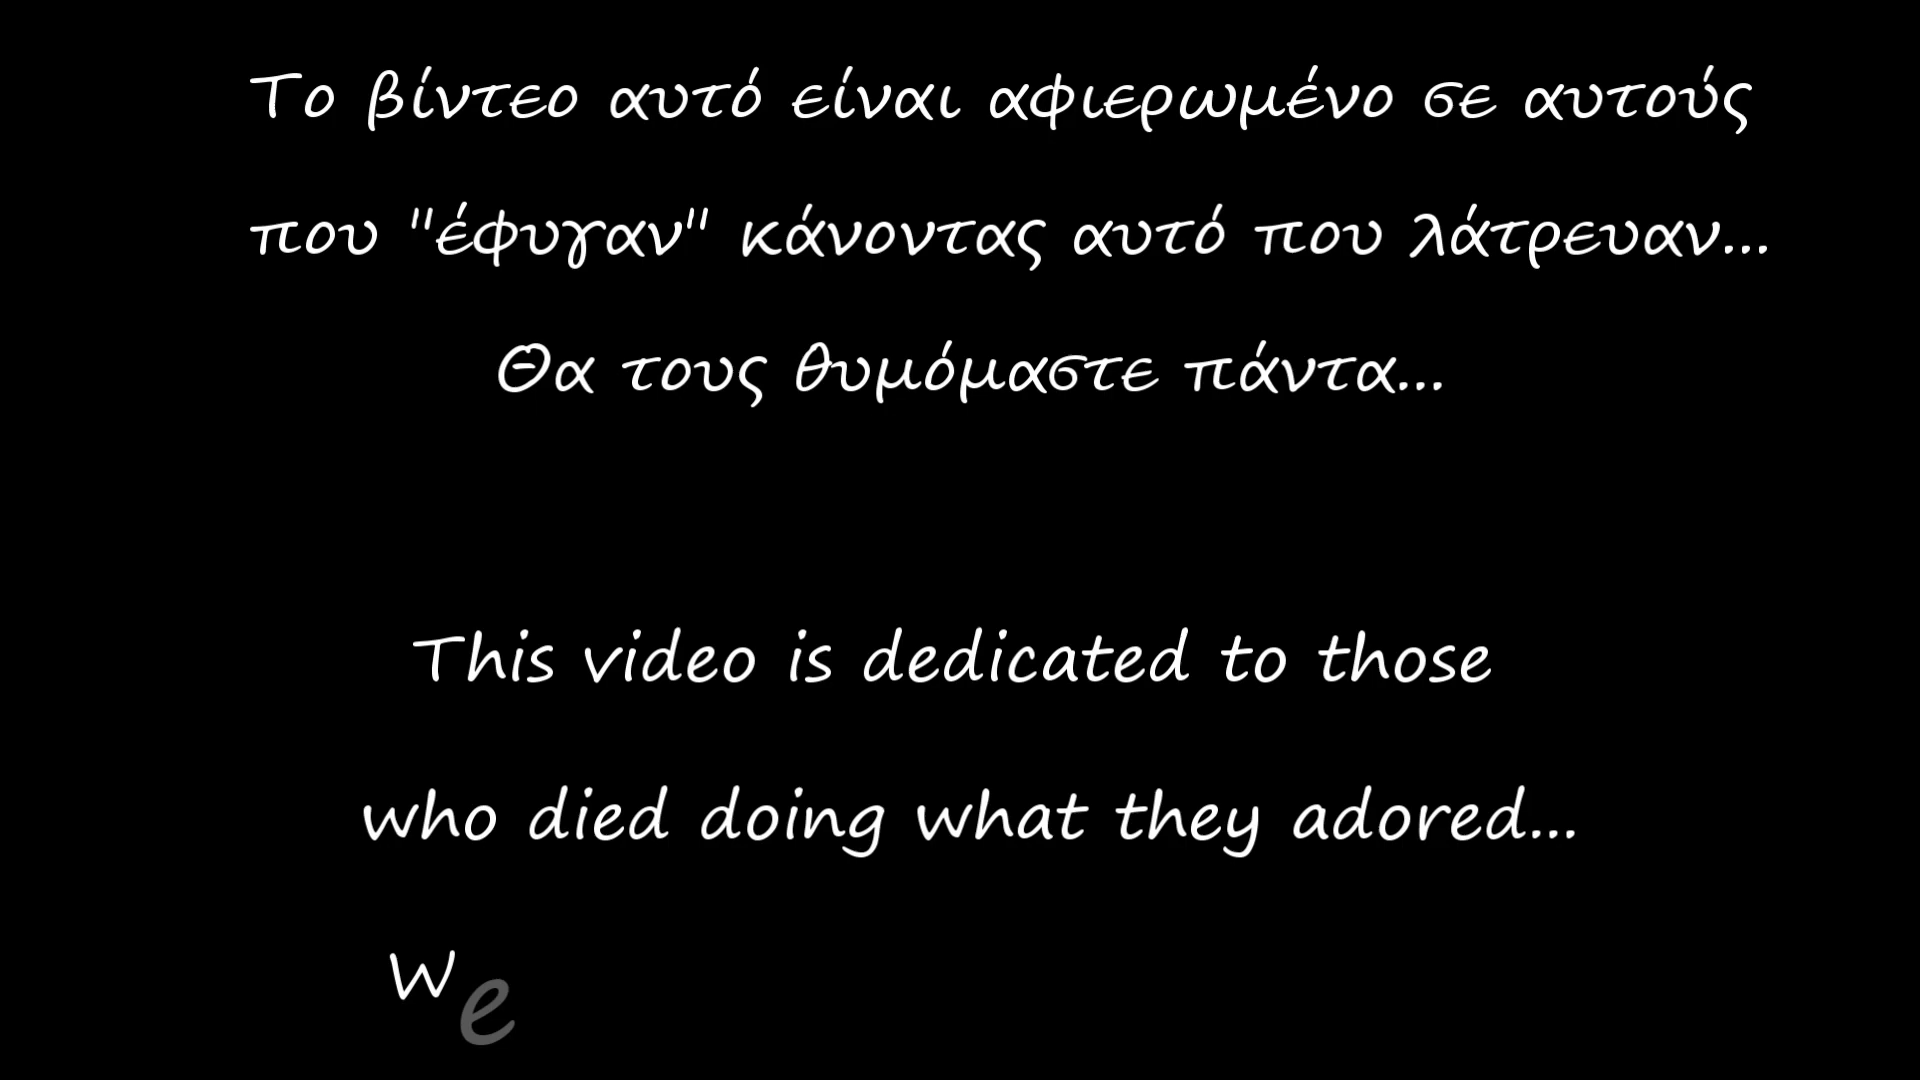 Το βίντεο αυτό είναι αφιερωμένο σε αυτούς
που "έφυγαν" κάνοντας αυτό που λάτρευαν...
Θα τους θυμόμαστε πάντα...
This video is dedicated to those
who died doing what they adored...
We